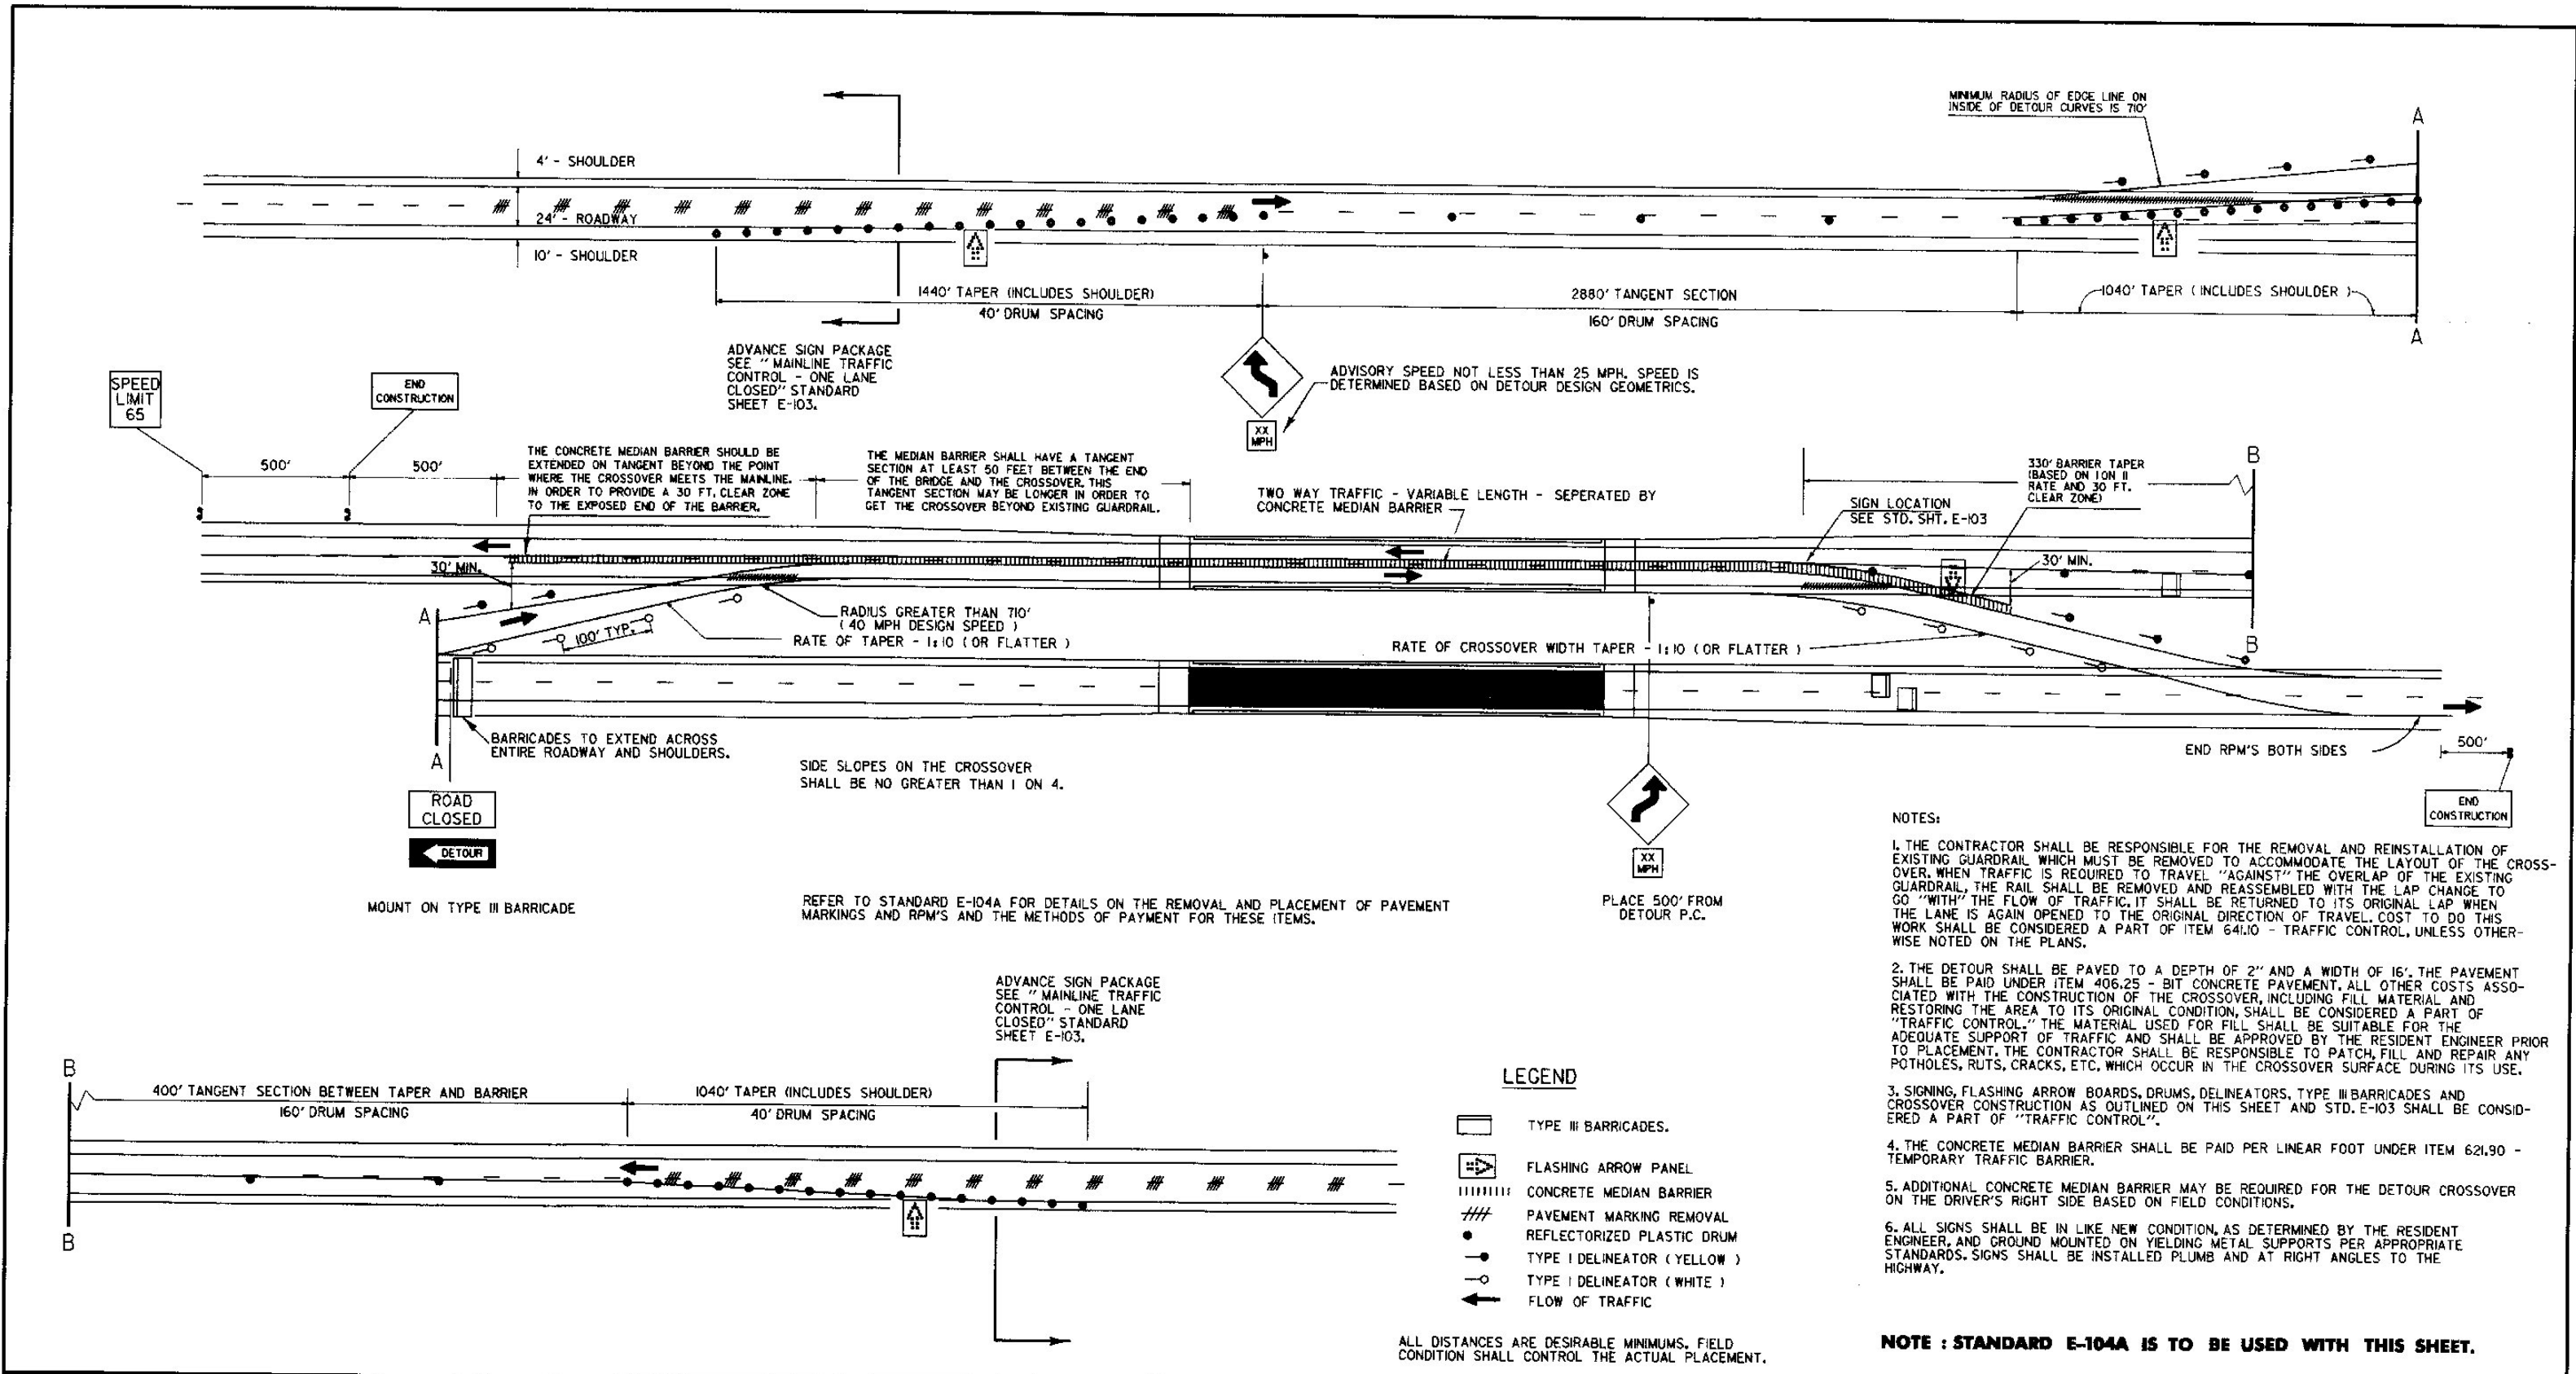 MINIMUM RADIUS OF EDGE LINE ON
INSIDE OF DETOUR CURVES IS 710'
A
4' - SHOULDER
24' - ROADWAY
10' - SHOULDER
1440' TAPER (INCLUDES SHOULDER)
40' DRUM SPACING
2880' TANGENT SECTION
160' DRUM SPACING
1040' TAPER ( INCLUDES SHOULDER )
A
ADVANCE SIGN PACKAGE
SEE " MAINLINE TRAFFIC
CONTROL - ONE LANE
CLOSED" STANDARD
SHEET E-103.
ADVISORY SPEED NOT LESS THAN 25 MPH. SPEED IS
DETERMINED BASED ON DETOUR DESIGN GEOMETRICS.
XX
MPH
SPEED
LIMIT
65
END
CONSTRUCTION
500'
500'
THE CONCRETE MEDIAN BARRIER SHOULD BE
EXTENDED ON TANGENT BEYOND THE POINT
WHERE THE CROSSOVER MEETS THE MAINLINE.
IN ORDER TO PROVIDE A 30 FT. CLEAR ZONE
TO THE EXPOSED END OF THE BARRIER.
THE MEDIAN BARRIER SHALL HAVE A TANGENT
SECTION AT LEAST 50 FEET BETWEEN THE END
OF THE BRIDGE AND THE CROSSOVER. THIS
TANGENT SECTION MAY BE LONGER IN ORDER TO
GET THE CROSSOVER BEYOND EXISTING GUARDRAIL.
TWO WAY TRAFFIC - VARIABLE LENGTH - SEPERATED BY
CONCRETE MEDIAN BARRIER
330' BARRIER TAPER
(BASED ON 1 ON 11
RATE AND 30 FT.
CLEAR ZONE)
B
SIGN LOCATION
SEE STD. SHT. E-103
30' MIN.
30' MIN.
A
100' TYP.
RADIUS GREATER THAN 710'
( 40 MPH DESIGN SPEED )
RATE OF TAPER - 1:10 ( OR FLATTER )
RATE OF CROSSOVER WIDTH TAPER - 1:10 ( OR FLATTER )
B
BARRICADES TO EXTEND ACROSS
ENTIRE ROADWAY AND SHOULDERS.
A
END RPM'S BOTH SIDES
500'
SIDE SLOPES ON THE CROSSOVER
SHALL BE NO GREATER THAN 1 ON 4.
ROAD
CLOSED
DETOUR
MOUNT ON TYPE III BARRICADE
REFER TO STANDARD E-104A FOR DETAILS ON THE REMOVAL AND PLACEMENT OF PAVEMENT
MARKINGS AND RPM'S AND THE METHODS OF PAYMENT FOR THESE ITEMS.
XX
MPH
PLACE 500' FROM
DETOUR P.C.
END
CONSTRUCTION
NOTES:
1. THE CONTRACTOR SHALL BE RESPONSIBLE FOR THE REMOVAL AND REINSTALLATION OF
EXISTING GUARDRAIL WHICH MUST BE REMOVED TO ACCOMMODATE THE LAYOUT OF THE CROSS-
OVER. WHEN TRAFFIC IS REQUIRED TO TRAVEL "AGAINST" THE OVERLAP OF THE EXISTING
GUARDRAIL, THE RAIL SHALL BE REMOVED AND REASSEMBLED WITH THE LAP CHANGE TO
GO "WITH" THE FLOW OF TRAFFIC. IT SHALL BE RETURNED TO ITS ORIGINAL LAP WHEN
THE LANE IS AGAIN OPENED TO THE ORIGINAL DIRECTION OF TRAVEL. COST TO DO THIS
WORK SHALL BE CONSIDERED A PART OF ITEM 641.10 - TRAFFIC CONTROL, UNLESS OTHER-
WISE NOTED ON THE PLANS.
2. THE DETOUR SHALL BE PAVED TO A DEPTH OF 2" AND A WIDTH OF 16'. THE PAVEMENT
SHALL BE PAID UNDER ITEM 406.25 - BIT CONCRETE PAVEMENT. ALL OTHER COSTS ASSO-
CIATED WITH THE CONSTRUCTION OF THE CROSSOVER, INCLUDING FILL MATERIAL AND
RESTORING THE AREA TO ITS ORIGINAL CONDITION, SHALL BE CONSIDERED A PART OF
"TRAFFIC CONTROL." THE MATERIAL USED FOR FILL SHALL BE SUITABLE FOR THE
ADEQUATE SUPPORT OF TRAFFIC AND SHALL BE APPROVED BY THE RESIDENT ENGINEER PRIOR
TO PLACEMENT. THE CONTRACTOR SHALL BE RESPONSIBLE TO PATCH, FILL AND REPAIR ANY
POTHOLES, RUTS, CRACKS, ETC. WHICH OCCUR IN THE CROSSOVER SURFACE DURING ITS USE.
3. SIGNING, FLASHING ARROW BOARDS, DRUMS, DELINEATORS, TYPE III BARRICADES AND
CROSSOVER CONSTRUCTION AS OUTLINED ON THIS SHEET AND STD. E-103 SHALL BE CONSID-
ERED A PART OF "TRAFFIC CONTROL".
4. THE CONCRETE MEDIAN BARRIER SHALL BE PAID PER LINEAR FOOT UNDER ITEM 621.90 -
TEMPORARY TRAFFIC BARRIER.
5. ADDITIONAL CONCRETE MEDIAN BARRIER MAY BE REQUIRED FOR THE DETOUR CROSSOVER
ON THE DRIVER'S RIGHT SIDE BASED ON FIELD CONDITIONS.
6. ALL SIGNS SHALL BE IN LIKE NEW CONDITION, AS DETERMINED BY THE RESIDENT
ENGINEER, AND GROUND MOUNTED ON YIELDING METAL SUPPORTS PER APPROPRIATE
STANDARDS. SIGNS SHALL BE INSTALLED PLUMB AND AT RIGHT ANGLES TO THE
HIGHWAY.
ADVANCE SIGN PACKAGE
SEE " MAINLINE TRAFFIC
CONTROL - ONE LANE
CLOSED" STANDARD
SHEET E-103.
B
400' TANGENT SECTION BETWEEN TAPER AND BARRIER
160' DRUM SPACING
1040' TAPER (INCLUDES SHOULDER)
40' DRUM SPACING
B
LEGEND
TYPE III BARRICADES.
FLASHING ARROW PANEL
CONCRETE MEDIAN BARRIER
PAVEMENT MARKING REMOVAL
REFLECTORIZED PLASTIC DRUM
TYPE I DELINEATOR ( YELLOW )
TYPE I DELINEATOR ( WHITE )
FLOW OF TRAFFIC
ALL DISTANCES ARE DESIRABLE MINIMUMS. FIELD
CONDITION SHALL CONTROL THE ACTUAL PLACEMENT.
NOTE : STANDARD E-104A IS TO BE USED WITH THIS SHEET.